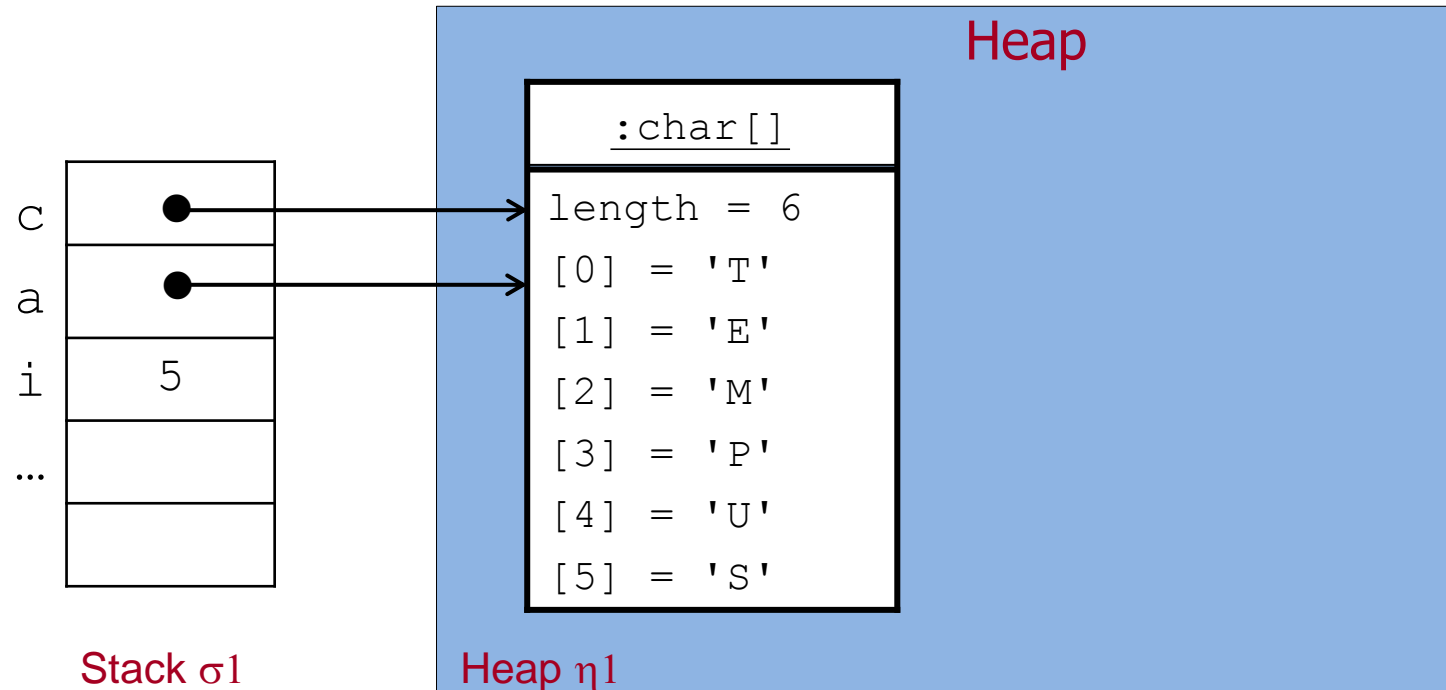 Heap
:char[]
c
length = 6
a
[0] = 'T'
[1] = 'E'
i
5
[2] = 'M'
[3] = 'P'
…
[4] = 'U'
[5] = 'S'
Stack σ1
Heap η1